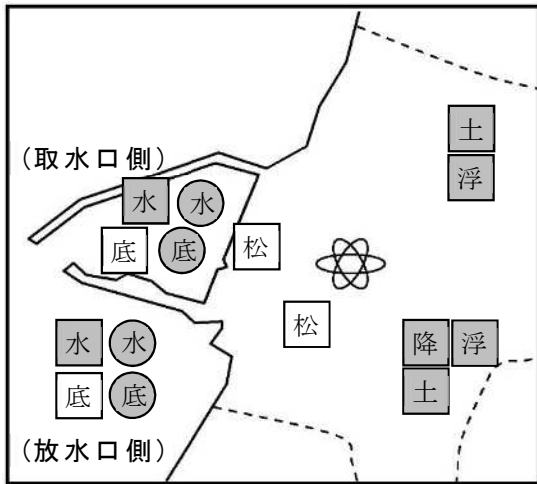 土
浮
(取水口側)
水 水
底 底 松
松
水 水 降 浮
底 底 土
(放水口側)